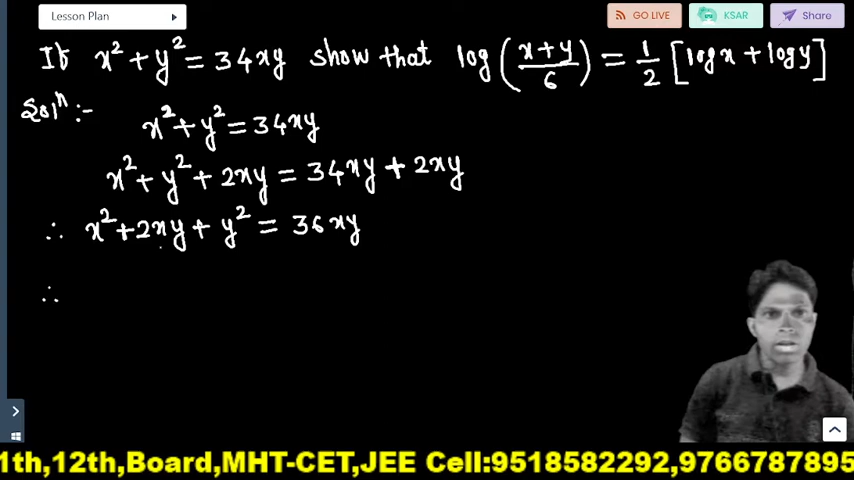 Lesson Plan
GO LIVE
KSAR
Share
If x² + y² = 34xy show that log((x+y)/6) = 1/2 [logx + logy]
Solⁿ :-
x² + y² = 34xy
x² + y² + 2xy = 34xy + 2xy
∴ x² + 2xy + y² = 36xy
∴
1th,12th,Board,MHT-CET,JEE Cell:9518582292,9766787895